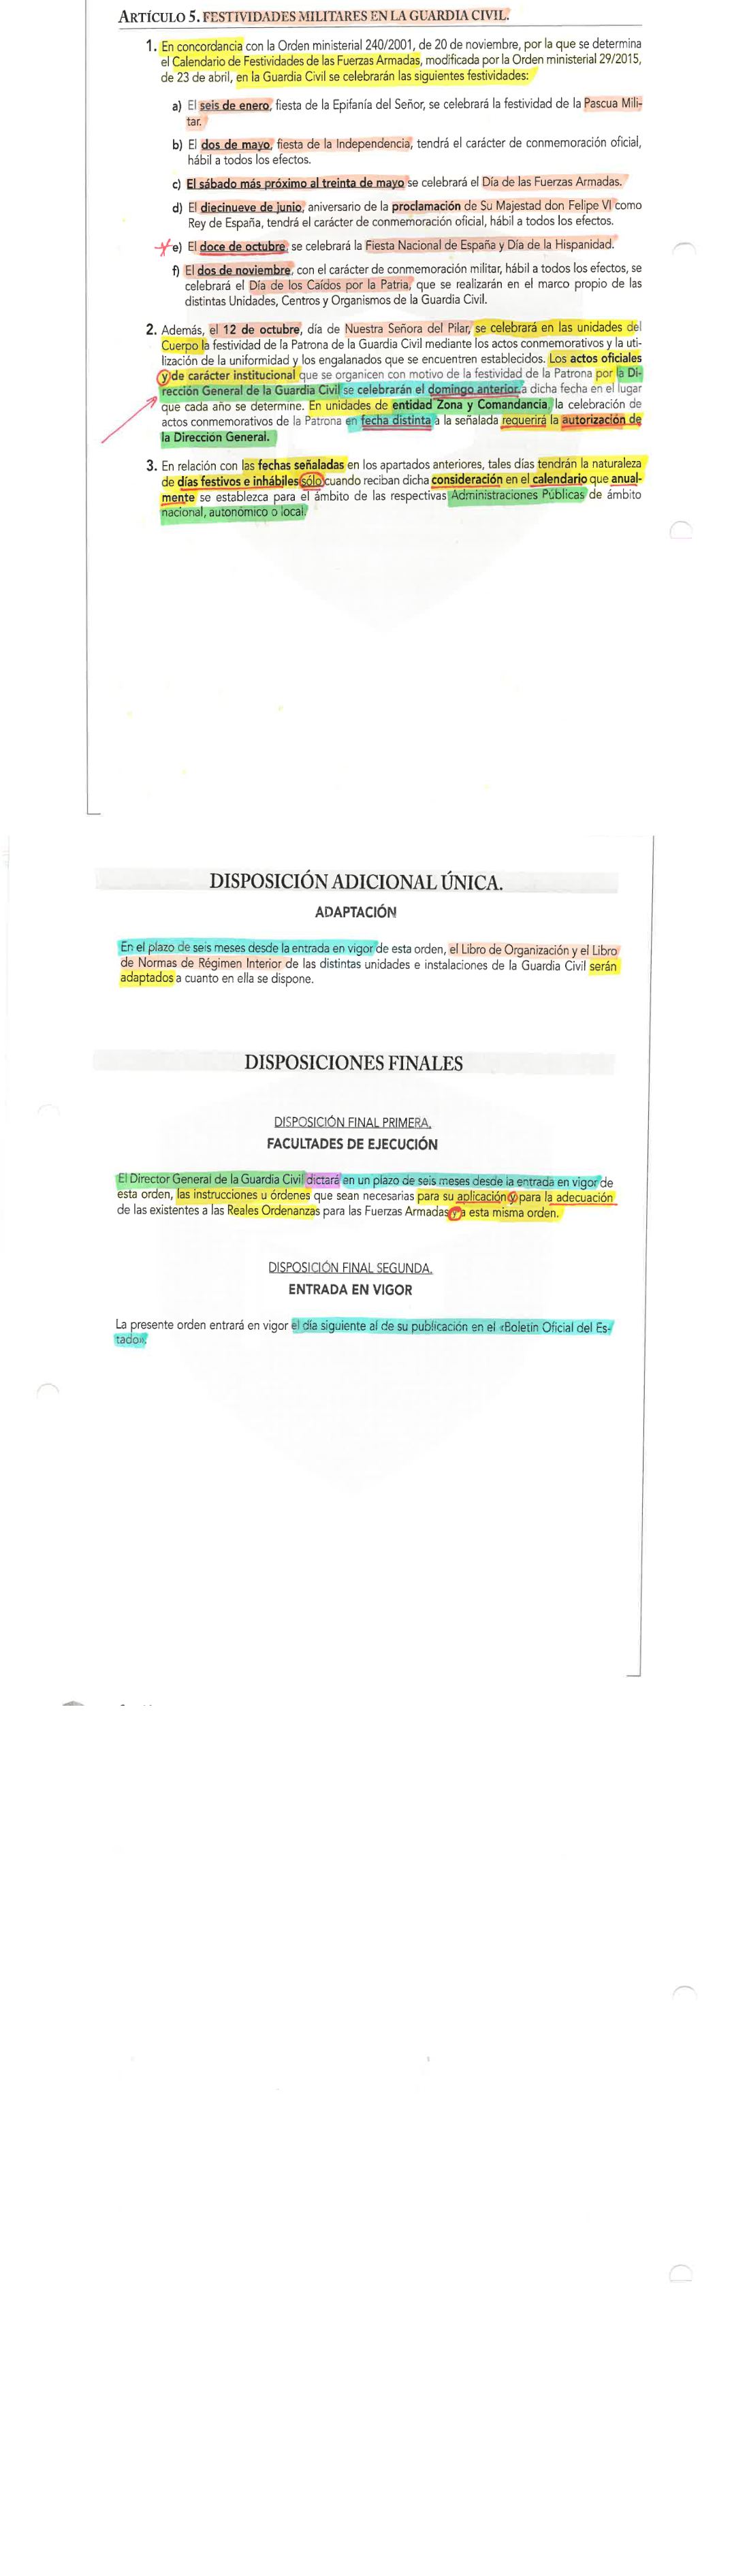 ARTÍCULO 5. FESTIVIDADES MILITARES EN LA GUARDIA CIVIL.
1. En concordancia con la Orden ministerial 240/2001, de 20 de noviembre, por la que se determina
el Calendario de Festividades de las Fuerzas Armadas, modificada por la Orden ministerial 29/2015,
de 23 de abril, en la Guardia Civil se celebrarán las siguientes festividades:
a) El seis de enero, fiesta de la Epifanía del Señor, se celebrará la festividad de la Pascua Mili-
tar.
b) El dos de mayo, fiesta de la Independencia, tendrá el carácter de conmemoración oficial,
hábil a todos los efectos.
c) El sábado más próximo al treinta de mayo se celebrará el Día de las Fuerzas Armadas.
d) El diecinueve de junio, aniversario de la proclamación de Su Majestad don Felipe VI como
Rey de España, tendrá el carácter de conmemoración oficial, hábil a todos los efectos.
e) El doce de octubre, se celebrará la Fiesta Nacional de España y Día de la Hispanidad.
f) El dos de noviembre, con el carácter de conmemoración militar, hábil a todos los efectos, se
celebrará el Día de los Caídos por la Patria, que se realizarán en el marco propio de las
distintas Unidades, Centros y Organismos de la Guardia Civil.
2. Además, el 12 de octubre, día de Nuestra Señora del Pilar, se celebrará en las unidades del
Cuerpo la festividad de la Patrona de la Guardia Civil mediante los actos conmemorativos y la uti-
lización de la uniformidad y los engalanados que se encuentren establecidos. Los actos oficiales
y de carácter institucional que se organicen con motivo de la festividad de la Patrona por la Di-
rección General de la Guardia Civil se celebrarán el domingo anterior a dicha fecha en el lugar
que cada año se determine. En unidades de entidad Zona y Comandancia, la celebración de
actos conmemorativos de la Patrona en fecha distinta a la señalada requerirá la autorización de
la Dirección General.
3. En relación con las fechas señaladas en los apartados anteriores, tales días tendrán la naturaleza
de días festivos e inhábiles sólo cuando reciban dicha consideración en el calendario que anual-
mente se establezca para el ámbito de las respectivas Administraciones Públicas de ámbito
nacional, autonómico o local.
DISPOSICIÓN ADICIONAL ÚNICA.
ADAPTACIÓN
En el plazo de seis meses desde la entrada en vigor de esta orden, el Libro de Organización y el Libro
de Normas de Régimen Interior de las distintas unidades e instalaciones de la Guardia Civil serán
adaptados a cuanto en ella se dispone.
DISPOSICIONES FINALES
DISPOSICIÓN FINAL PRIMERA.
FACULTADES DE EJECUCIÓN
El Director General de la Guardia Civil dictará en un plazo de seis meses desde la entrada en vigor de
esta orden, las instrucciones u órdenes que sean necesarias para su aplicación y para la adecuación
de las existentes a las Reales Ordenanzas para las Fuerzas Armadas y a esta misma orden.
DISPOSICIÓN FINAL SEGUNDA.
ENTRADA EN VIGOR
La presente orden entrará en vigor el día siguiente al de su publicación en el «Boletín Oficial del Es-
tado».